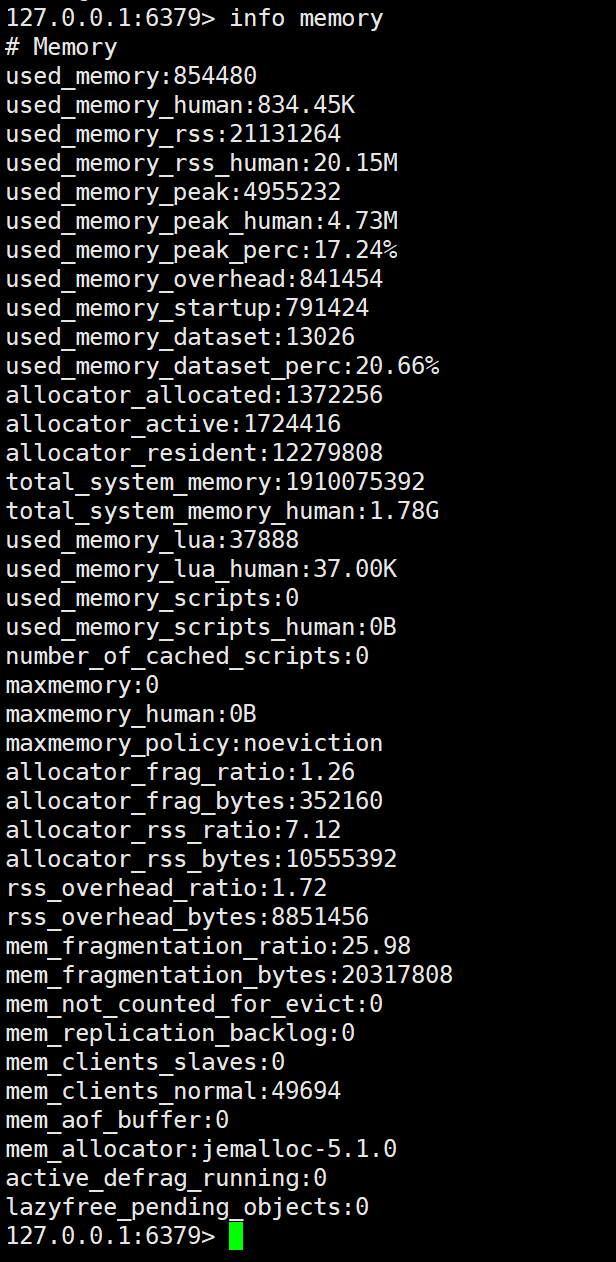 127.0.0.1:6379> info memory
# Memory
used_memory:854480
used_memory_human:834.45K
used_memory_rss:21131264
used_memory_rss_human:20.15M
used_memory_peak:4955232
used_memory_peak_human:4.73M
used_memory_peak_perc:17.24%
used_memory_overhead:841454
used_memory_startup:791424
used_memory_dataset:13026
used_memory_dataset_perc:20.66%
allocator_allocated:1372256
allocator_active:1724416
allocator_resident:12279808
total_system_memory:1910075392
total_system_memory_human:1.78G
used_memory_lua:37888
used_memory_lua_human:37.00K
used_memory_scripts:0
used_memory_scripts_human:0B
number_of_cached_scripts:0
maxmemory:0
maxmemory_human:0B
maxmemory_policy:noeviction
allocator_frag_ratio:1.26
allocator_frag_bytes:352160
allocator_rss_ratio:7.12
allocator_rss_bytes:10555392
rss_overhead_ratio:1.72
rss_overhead_bytes:8851456
mem_fragmentation_ratio:25.98
mem_fragmentation_bytes:20317808
mem_not_counted_for_evict:0
mem_replication_backlog:0
mem_clients_slaves:0
mem_clients_normal:49694
mem_aof_buffer:0
mem_allocator:jemalloc-5.1.0
active_defrag_running:0
lazyfree_pending_objects:0
127.0.0.1:6379>